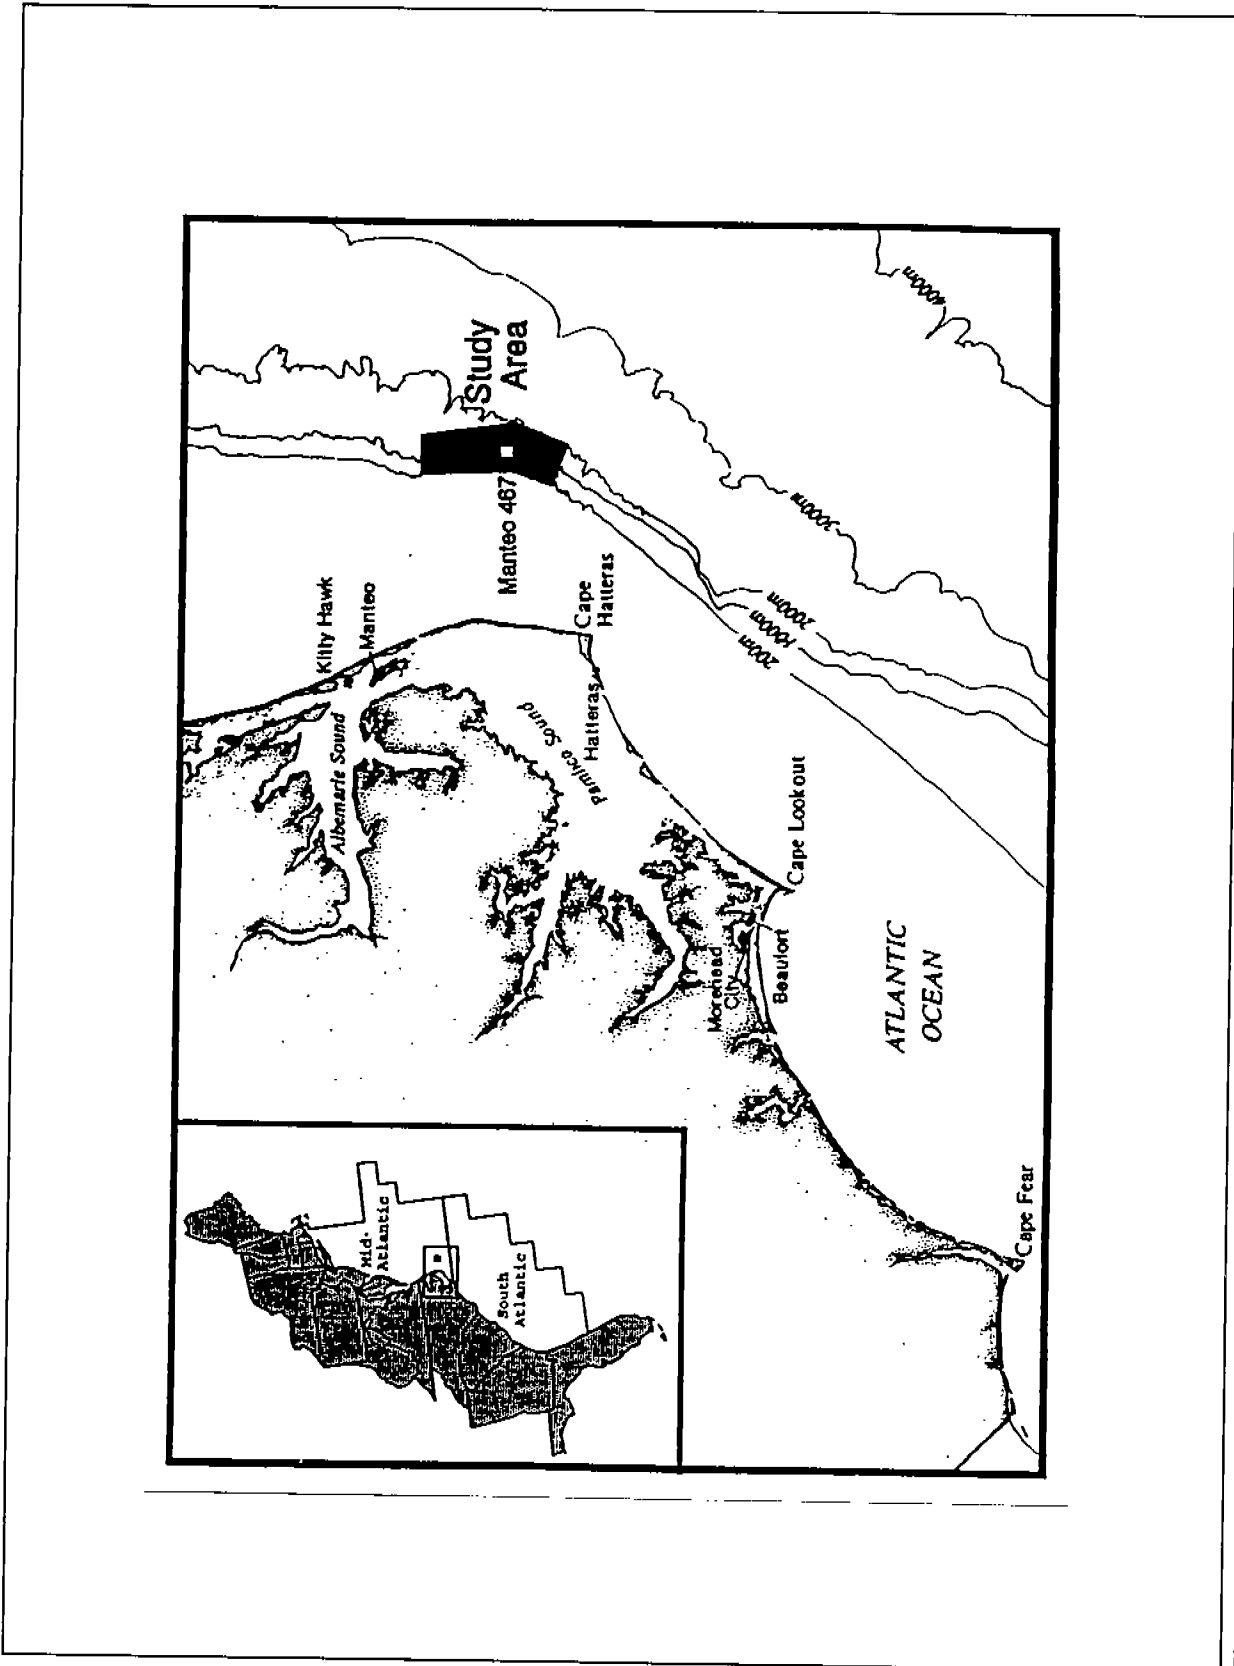 Mid-
Atlantic
South
Atlantic
Albemarle Sound
Kitty Hawk
Manteo
Study
Area
Manteo 467
Pamlico Sound
Hatteras
Cape
Hatteras
Morehead
City
Beaufort
Cape Lookout
200m
1000m
2000m
3000m
4000m
ATLANTIC
OCEAN
Cape Fear